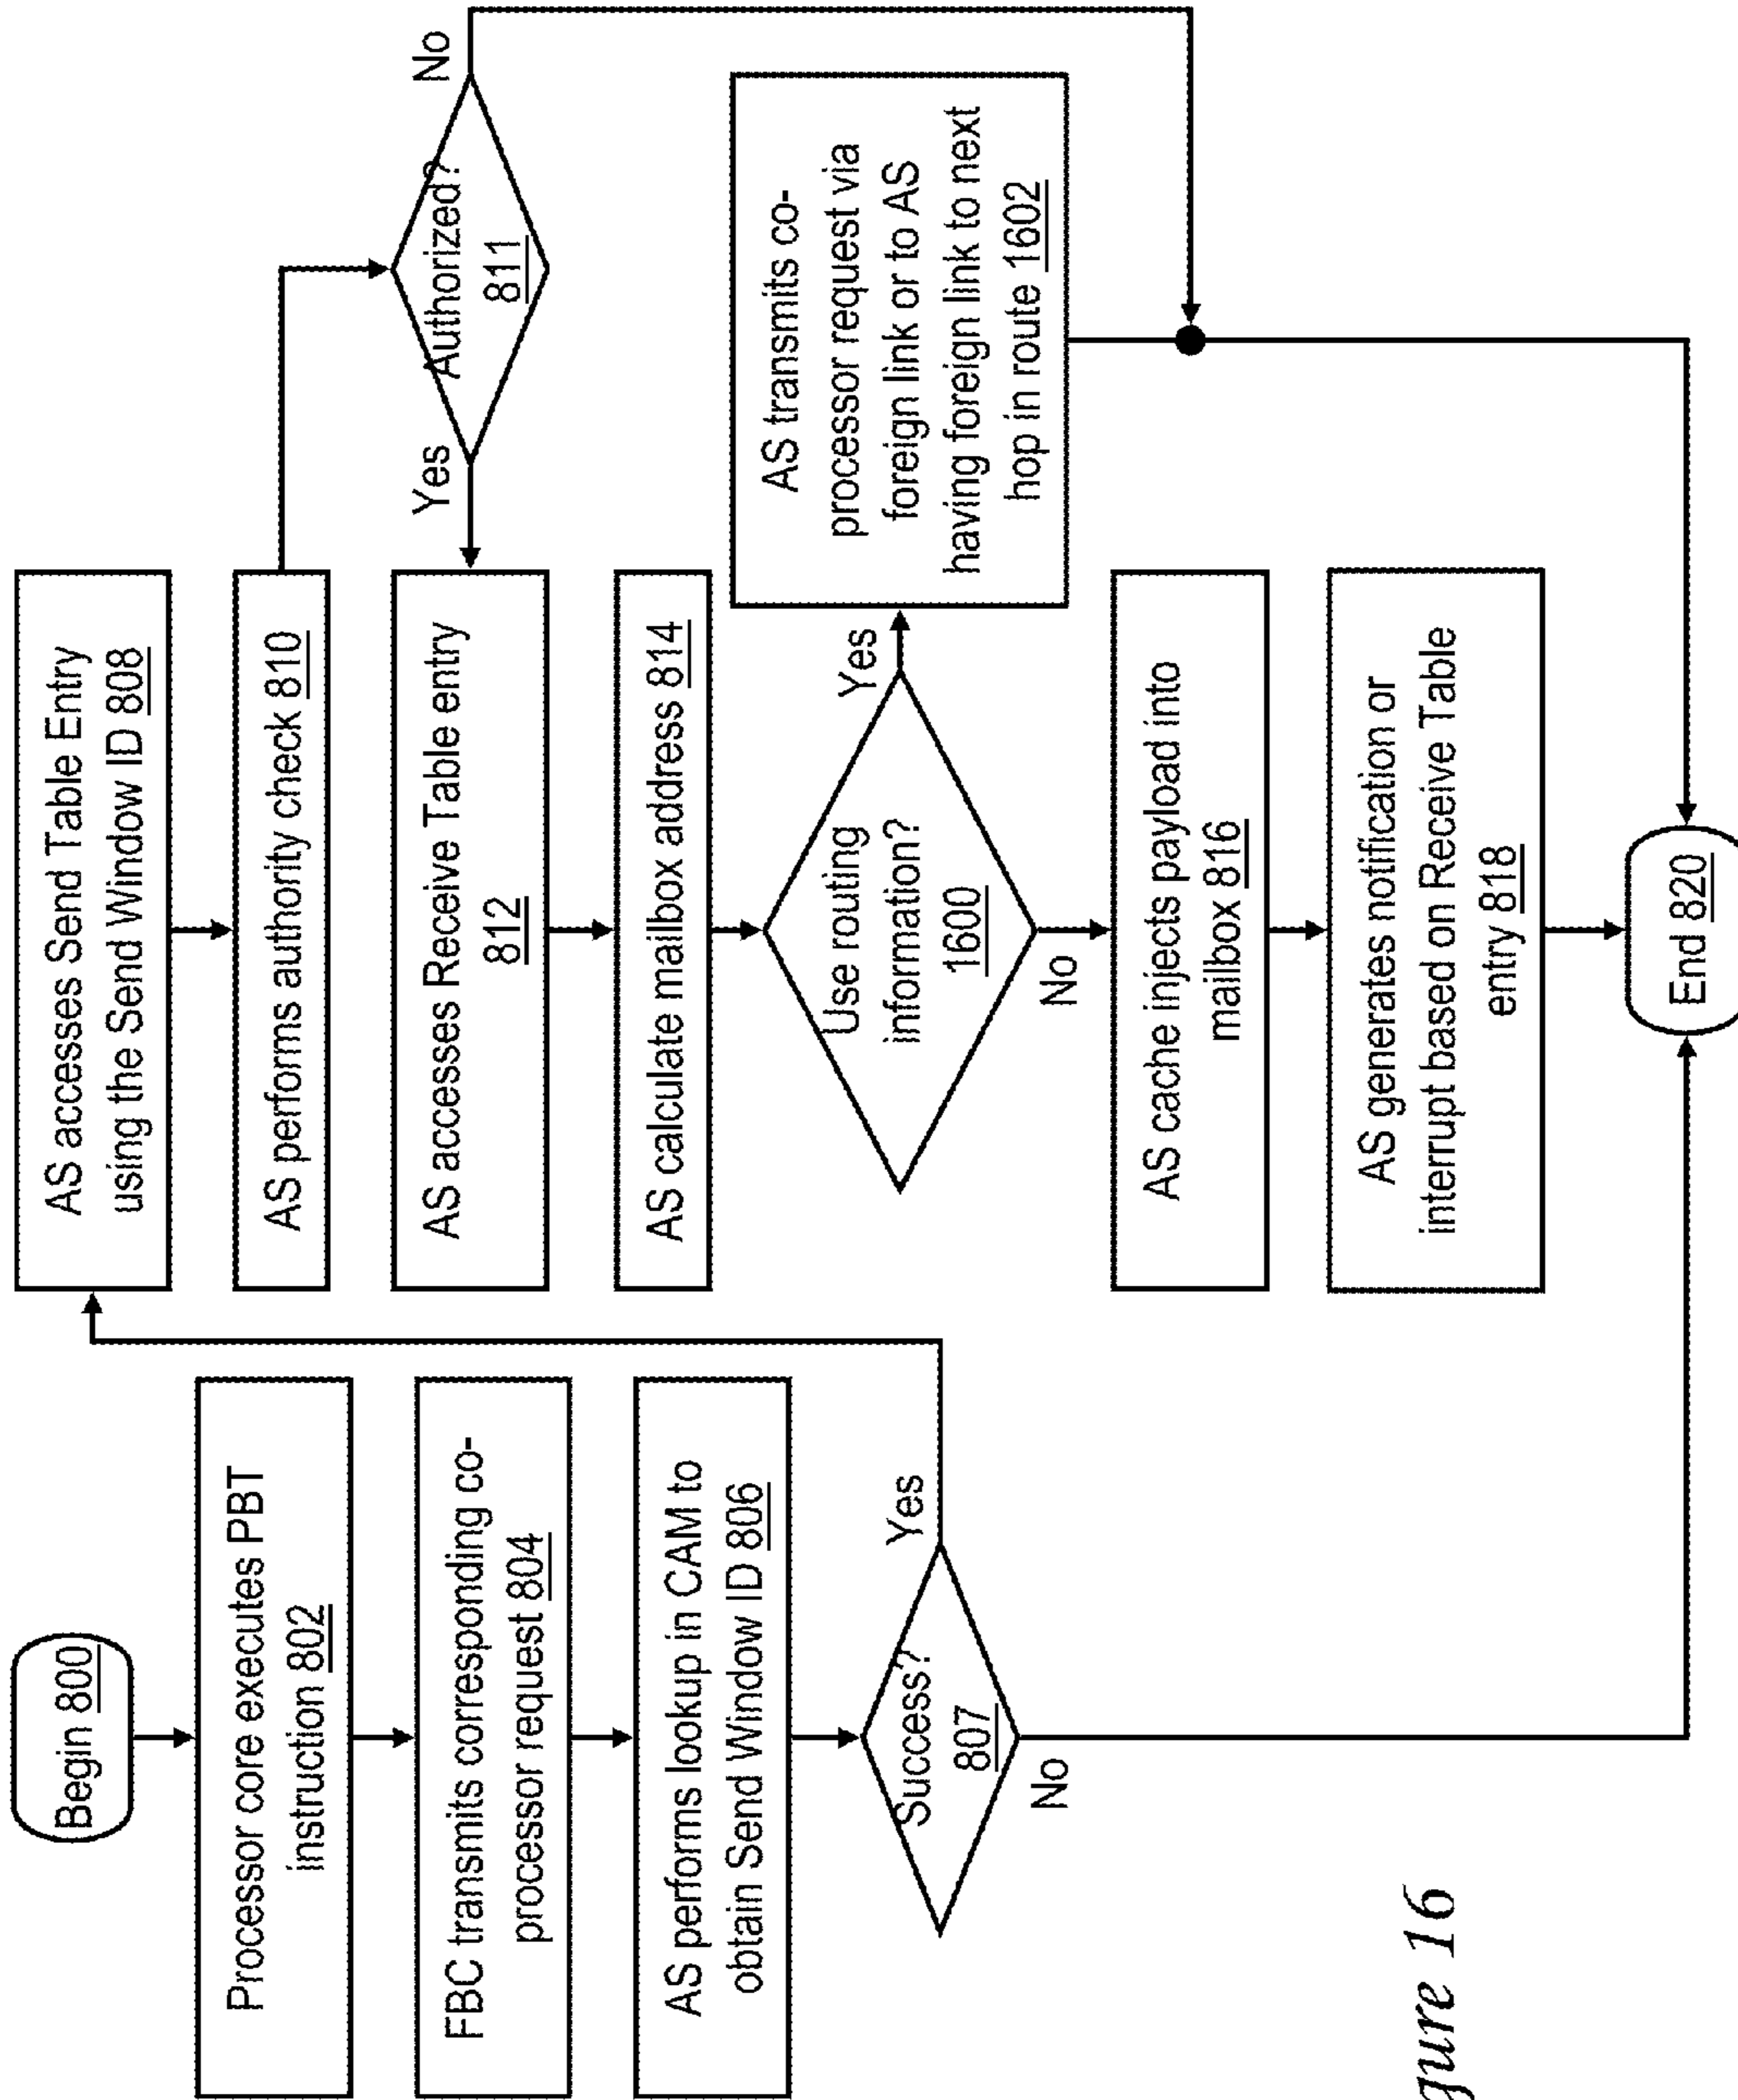 Begin 800
Processor core executes PBT
instruction 802
FBC transmits corresponding co-
processor request 804
AS performs lookup in CAM to
obtain Send Window ID 806
Success?
807
Yes
No
AS accesses Send Table Entry
using the Send Window ID 808
AS performs authority check 810
Authorized?
811
Yes
No
AS accesses Receive Table entry
812
AS calculate mailbox address 814
Use routing
information?
1600
Yes
No
AS transmits co-
processor request via
foreign link or to AS
having foreign link to next
hop in route 1602
AS cache injects payload into
mailbox 816
AS generates notification or
interrupt based on Receive Table
entry 818
End 820
gure 16